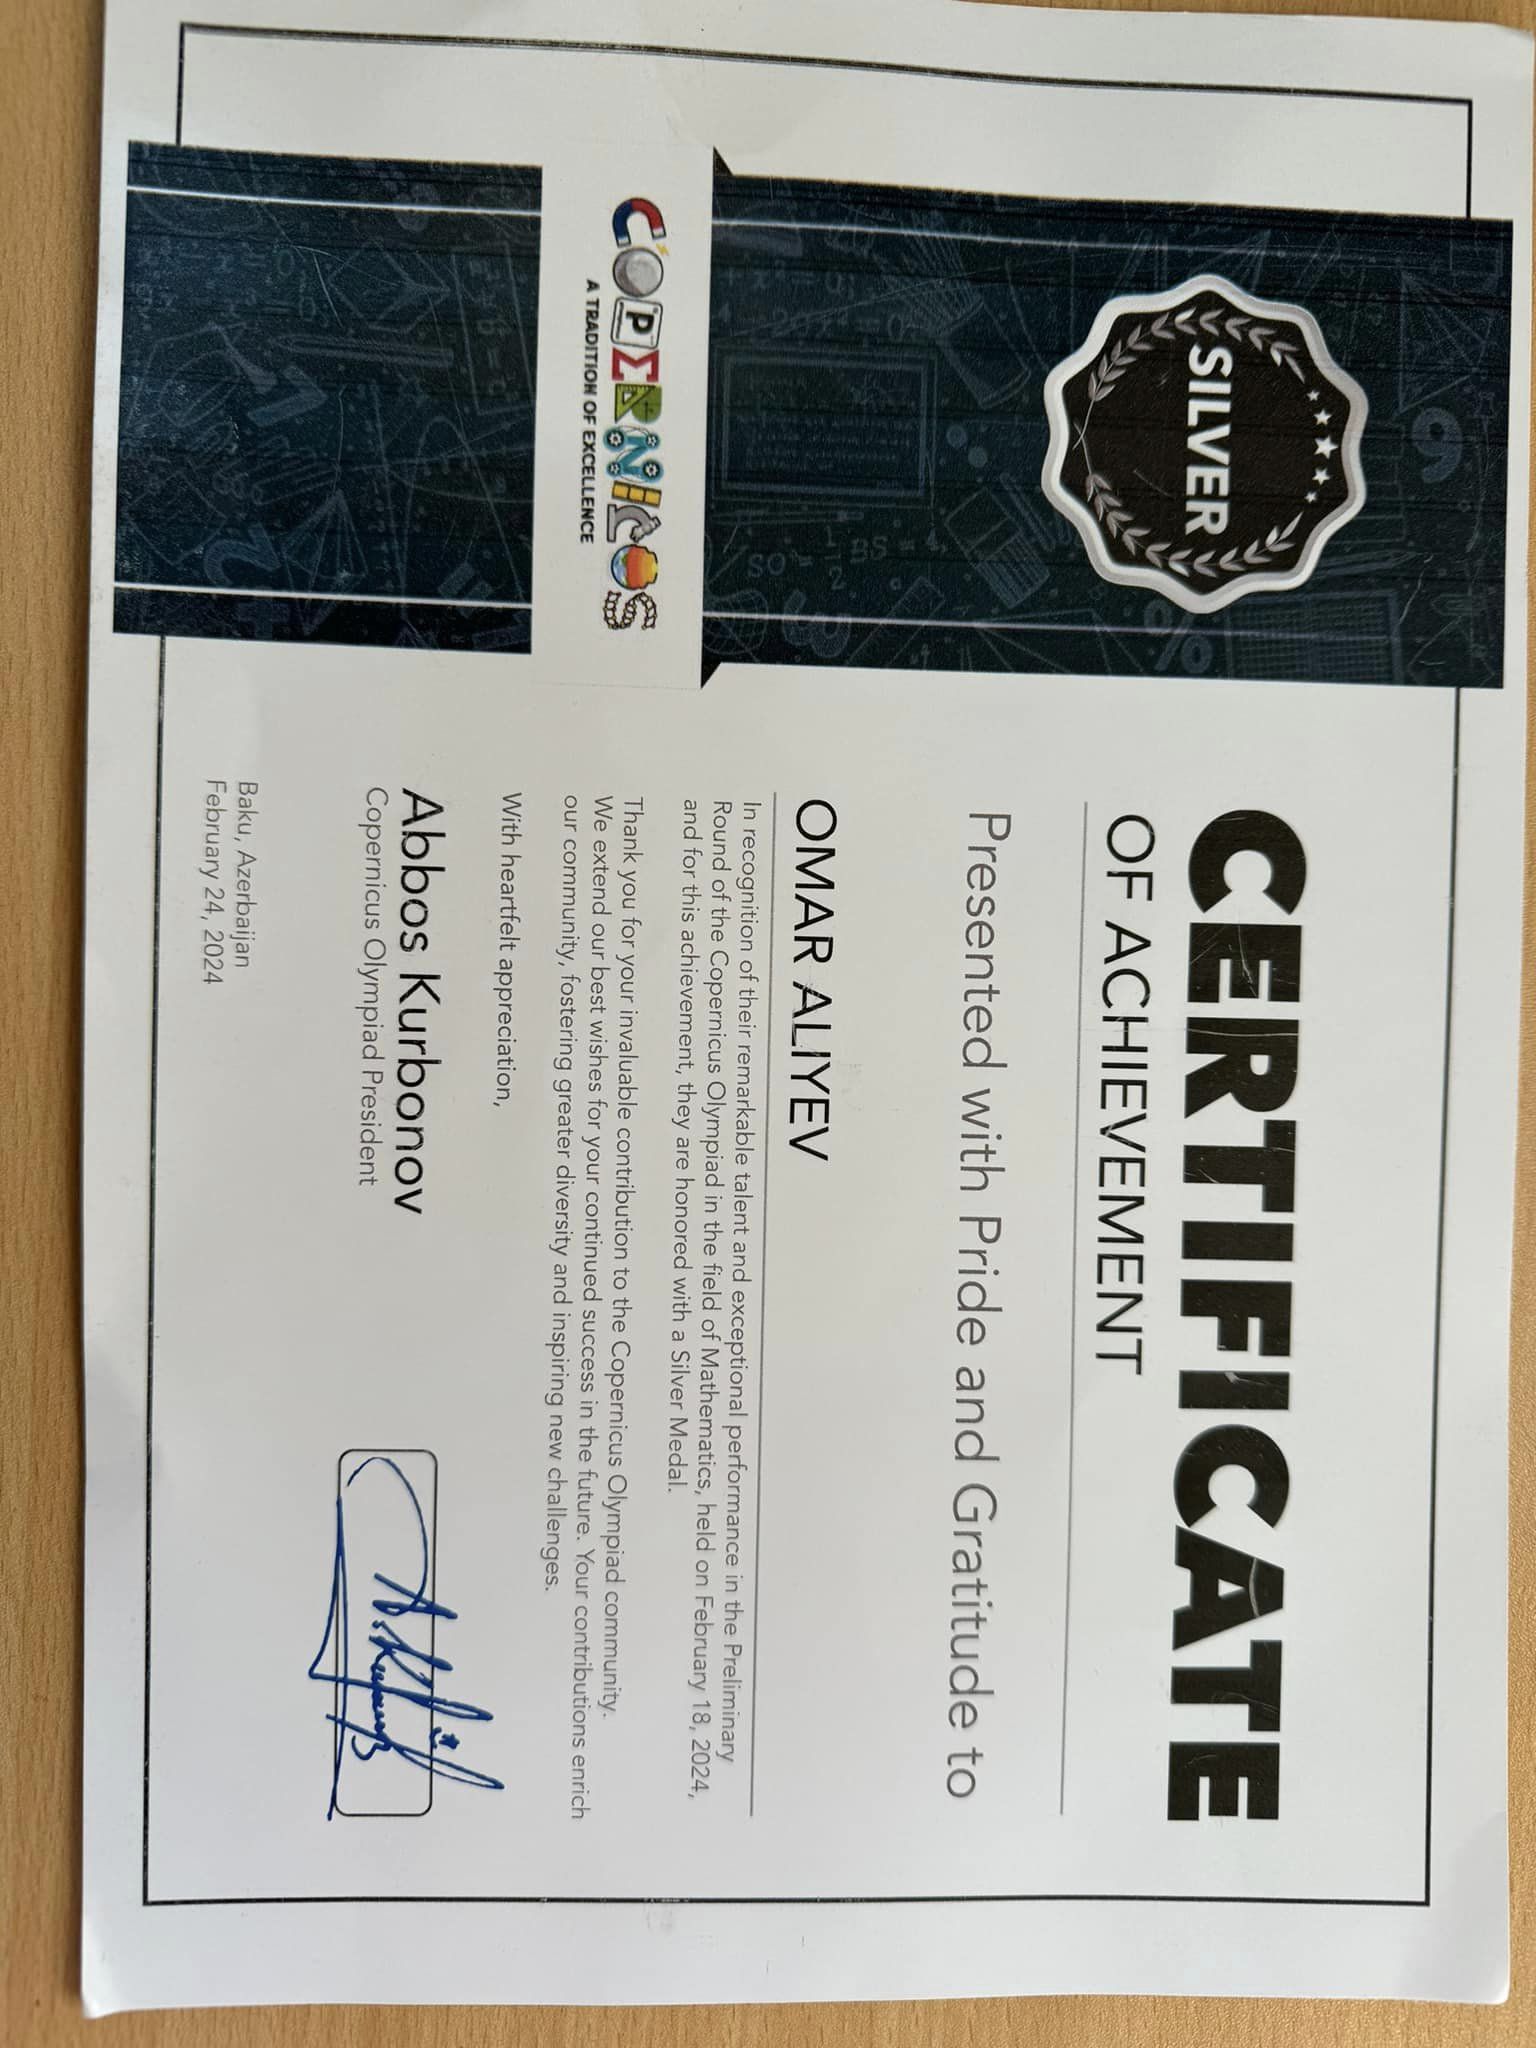 CERTIFICATE
OF ACHIEVEMENT
Presented with Pride and Gratitude to
OMAR ALIYEV
In recognition of their remarkable talent and exceptional performance in the Preliminary
Round of the Copernicus Olympiad in the field of Mathematics, held on February 18, 2024,
and for this achievement, they are honored with a Silver Medal.
Thank you for your invaluable contribution to the Copernicus Olympiad community.
We extend our best wishes for your continued success in the future. Your contributions enrich
our community, fostering greater diversity and inspiring new challenges.
With heartfelt appreciation,
Abbos Kurbonov
Copernicus Olympiad President
Baku, Azerbaijan
February 24, 2024
SILVER
COPERNICUS
A TRADITION OF EXCELLENCE